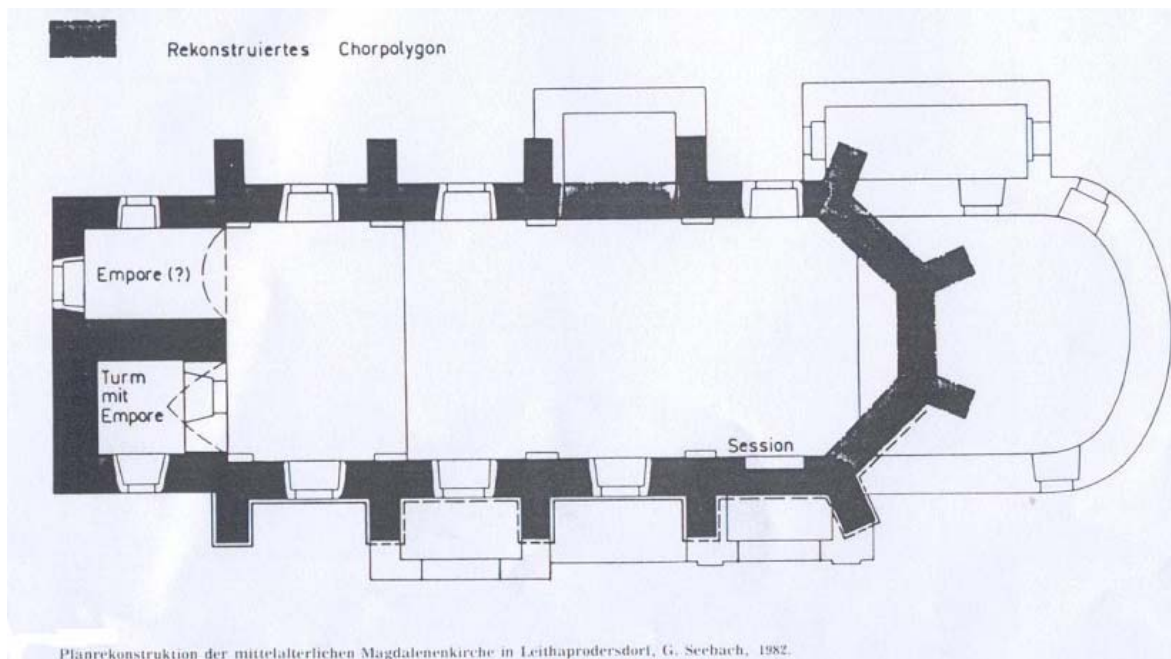 Rekonstruiertes Chorpolygon
Empore (?)
Turm
mit
Empore
Session
Planrekonstruktion der mittelalterlichen Magdalenenkirche in Leithaprodersdorf, G. Seebach, 1982.